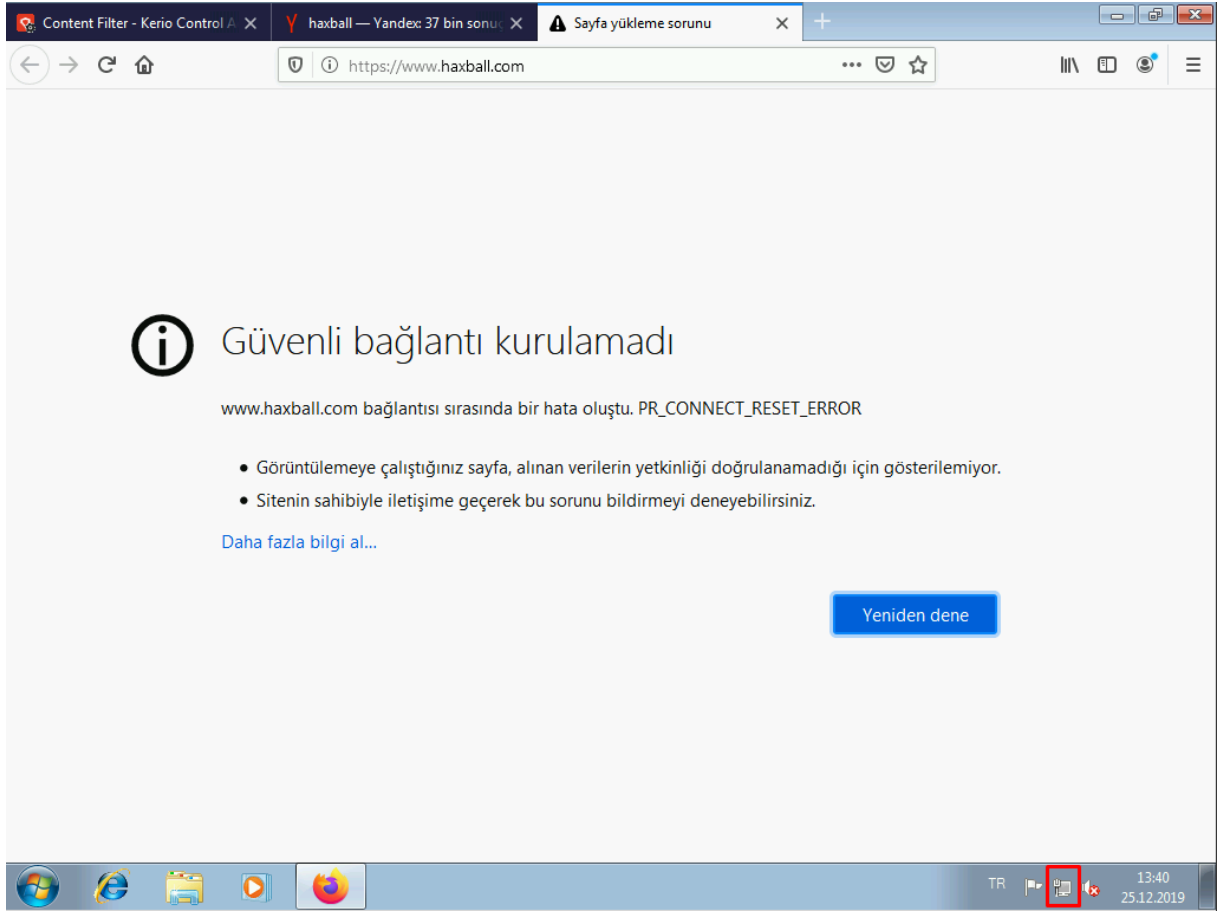 Content Filter - Kerio Control A
haxball — Yandex: 37 bin sonuç
Sayfa yükleme sorunu
https://www.haxball.com
Güvenli bağlantı kurulamadı
www.haxball.com bağlantısı sırasında bir hata oluştu. PR_CONNECT_RESET_ERROR
• Görüntülemeye çalıştığınız sayfa, alınan verilerin yetkinliği doğrulanamadığı için gösterilemiyor.
• Sitenin sahibiyle iletişime geçerek bu sorunu bildirmeyi deneyebilirsiniz.
Daha fazla bilgi al...
Yeniden dene
TR
13:40
25.12.2019